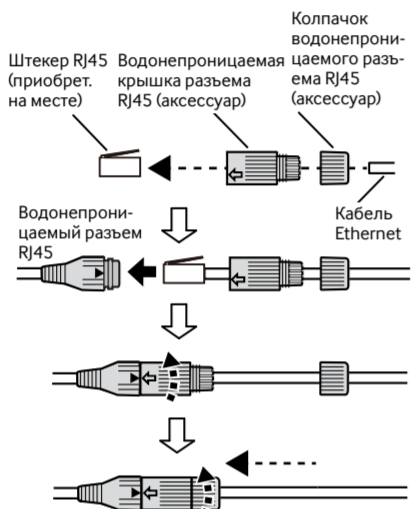 Штекер RJ45
(приобрет.
на месте)
Водонепроницаемая
крышка разъема
RJ45 (аксессуар)
Колпачок
водонепрони-
цаемого разъ-
ема RJ45
(аксессуар)
Водонепрони-
цаемый разъем
RJ45
Кабель
Ethernet